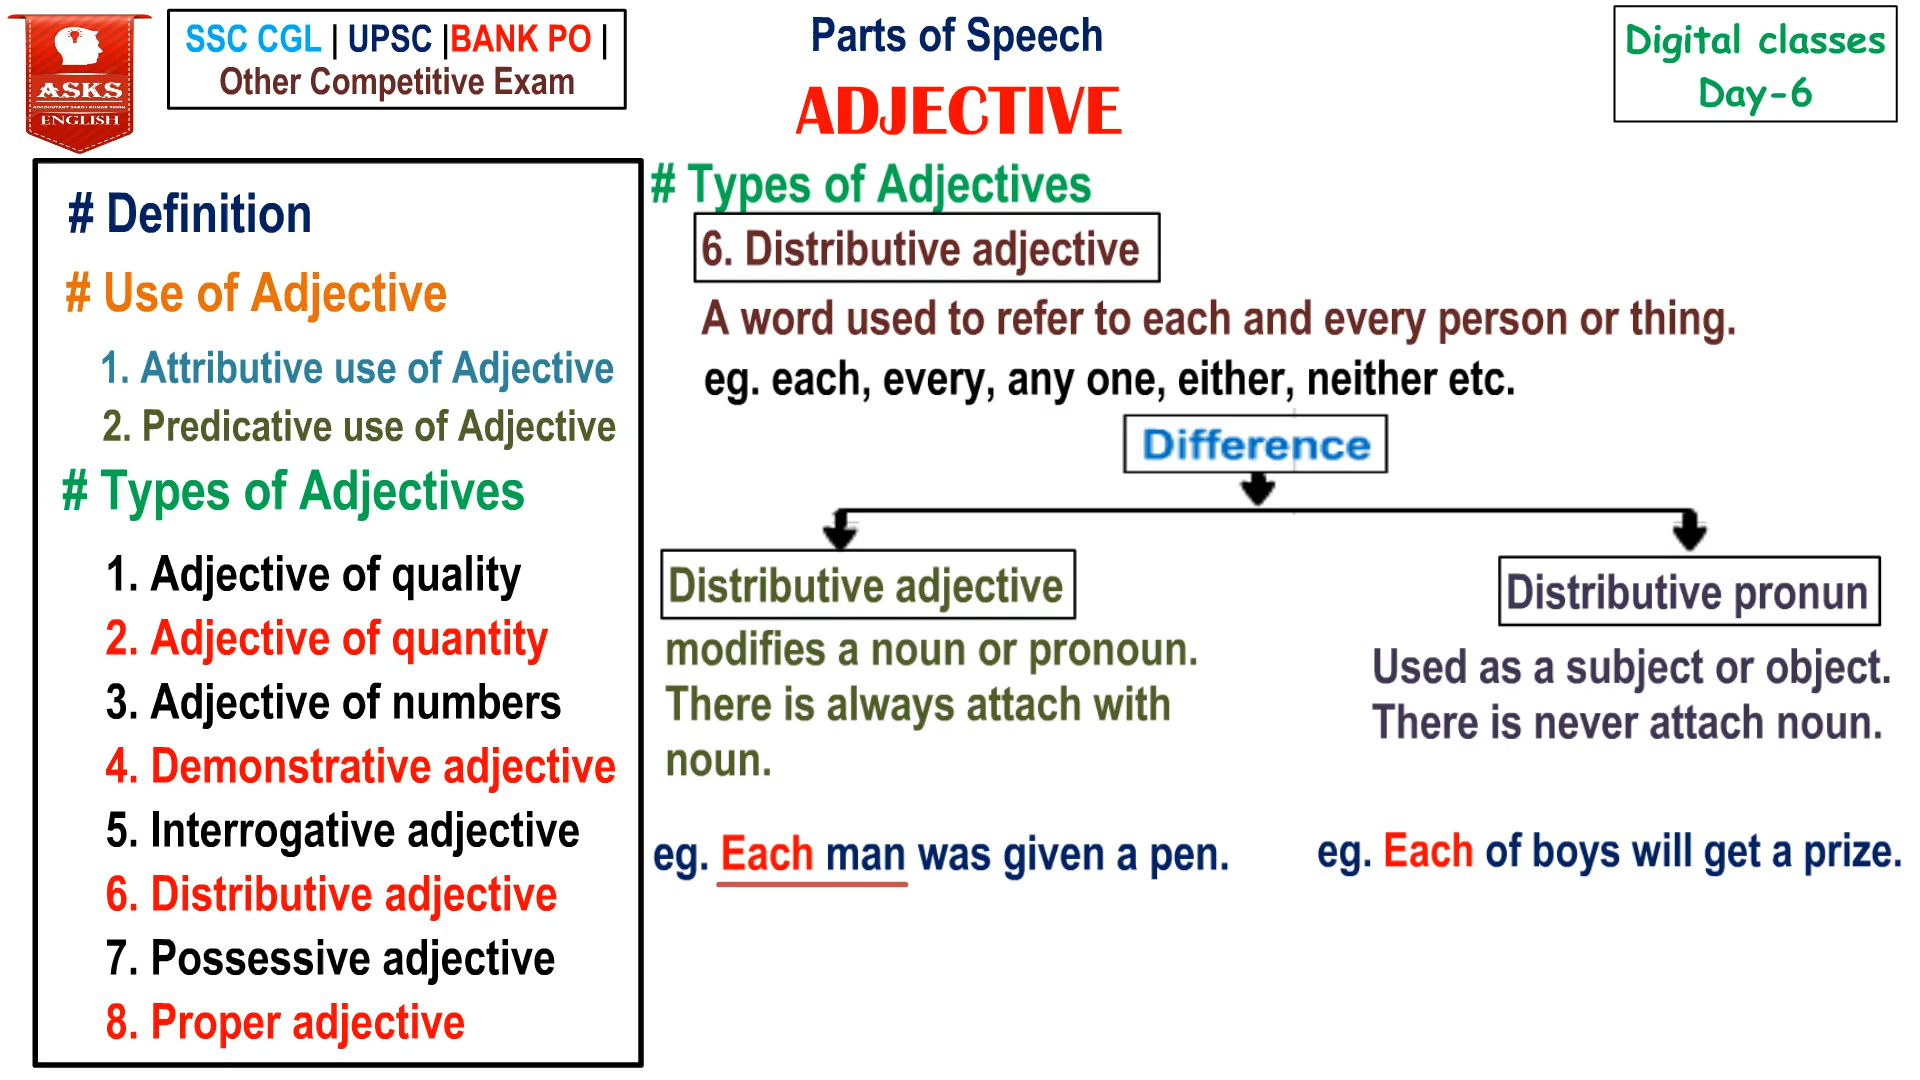 ASKS
ACCOUNTANT SAROJ KUMAR SINGH
ENGLISH
SSC CGL | UPSC |BANK PO |
Other Competitive Exam
Parts of Speech
ADJECTIVE
Digital classes
Day-6
# Definition
# Use of Adjective
1. Attributive use of Adjective
2. Predicative use of Adjective
# Types of Adjectives
1. Adjective of quality
2. Adjective of quantity
3. Adjective of numbers
4. Demonstrative adjective
5. Interrogative adjective
6. Distributive adjective
7. Possessive adjective
8. Proper adjective
# Types of Adjectives
6. Distributive adjective
A word used to refer to each and every person or thing.
eg. each, every, any one, either, neither etc.
Difference
Distributive adjective
modifies a noun or pronoun.
There is always attach with
noun.
eg. Each man was given a pen.
Distributive pronun
Used as a subject or object.
There is never attach noun.
eg. Each of boys will get a prize.